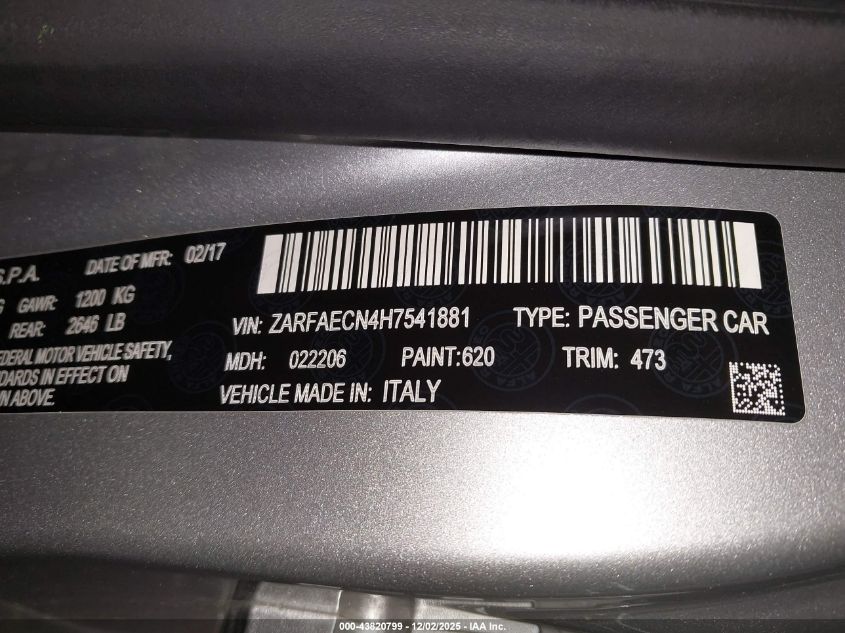 S.P.A. DATE OF MFR: 02/17
GAWR: 1200 KG
REAR: 2646 LB
FEDERAL MOTOR VEHICLE SAFETY,
IN EFFECT ON
ABOVE.
VIN: ZARFAECN4H7541881 TYPE: PASSENGER CAR
MDH: 022206 PAINT:620 TRIM: 473
VEHICLE MADE IN: ITALY
000-43820799 - 12/02/2025 - IAA Inc.